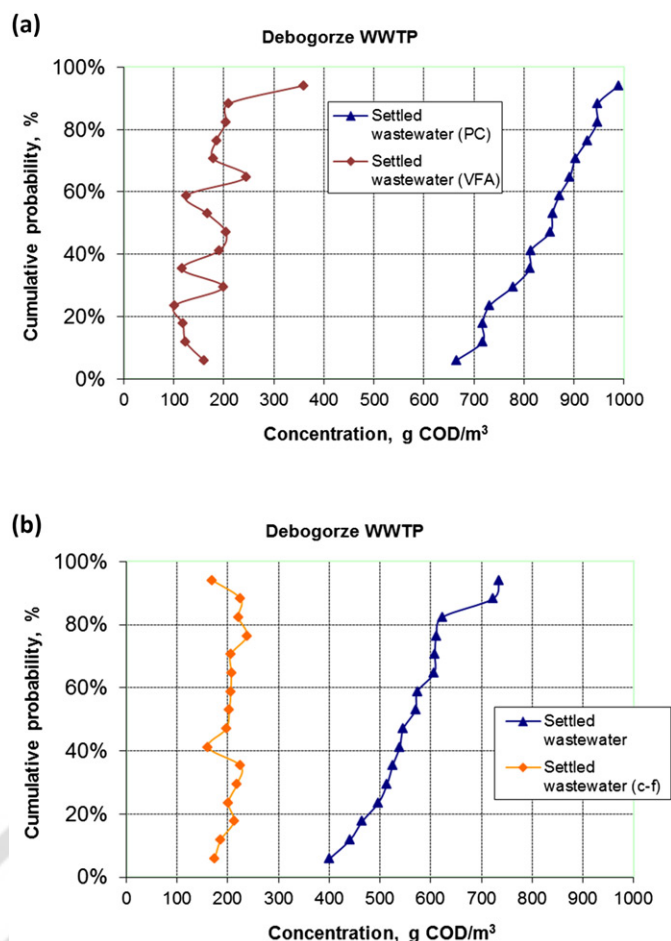 (a)
Debogorze WWTP
100%
80%
60%
40%
20%
0%
Cumulative probability, %
Settled
wastewater (PC)
Settled
wastewater (VFA)
0 100 200 300 400 500 600 700 800 900 1000
Concentration, g COD/m³
(b)
Debogorze WWTP
100%
80%
60%
40%
20%
0%
Cumulative probability, %
Settled
wastewater
Settled
wastewater (c-f)
0 100 200 300 400 500 600 700 800 900 1000
Concentration, g COD/m³